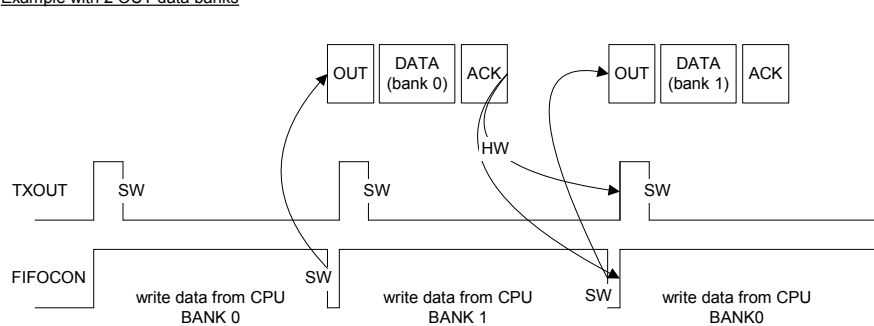 Example with 2 OUT data banks
OUT
DATA
(bank 0)
ACK
OUT
DATA
(bank 1)
ACK
HW
TXOUT
SW
SW
SW
FIFOCON
SW
SW
write data from CPU
BANK 0
write data from CPU
BANK 1
write data from CPU
BANK0